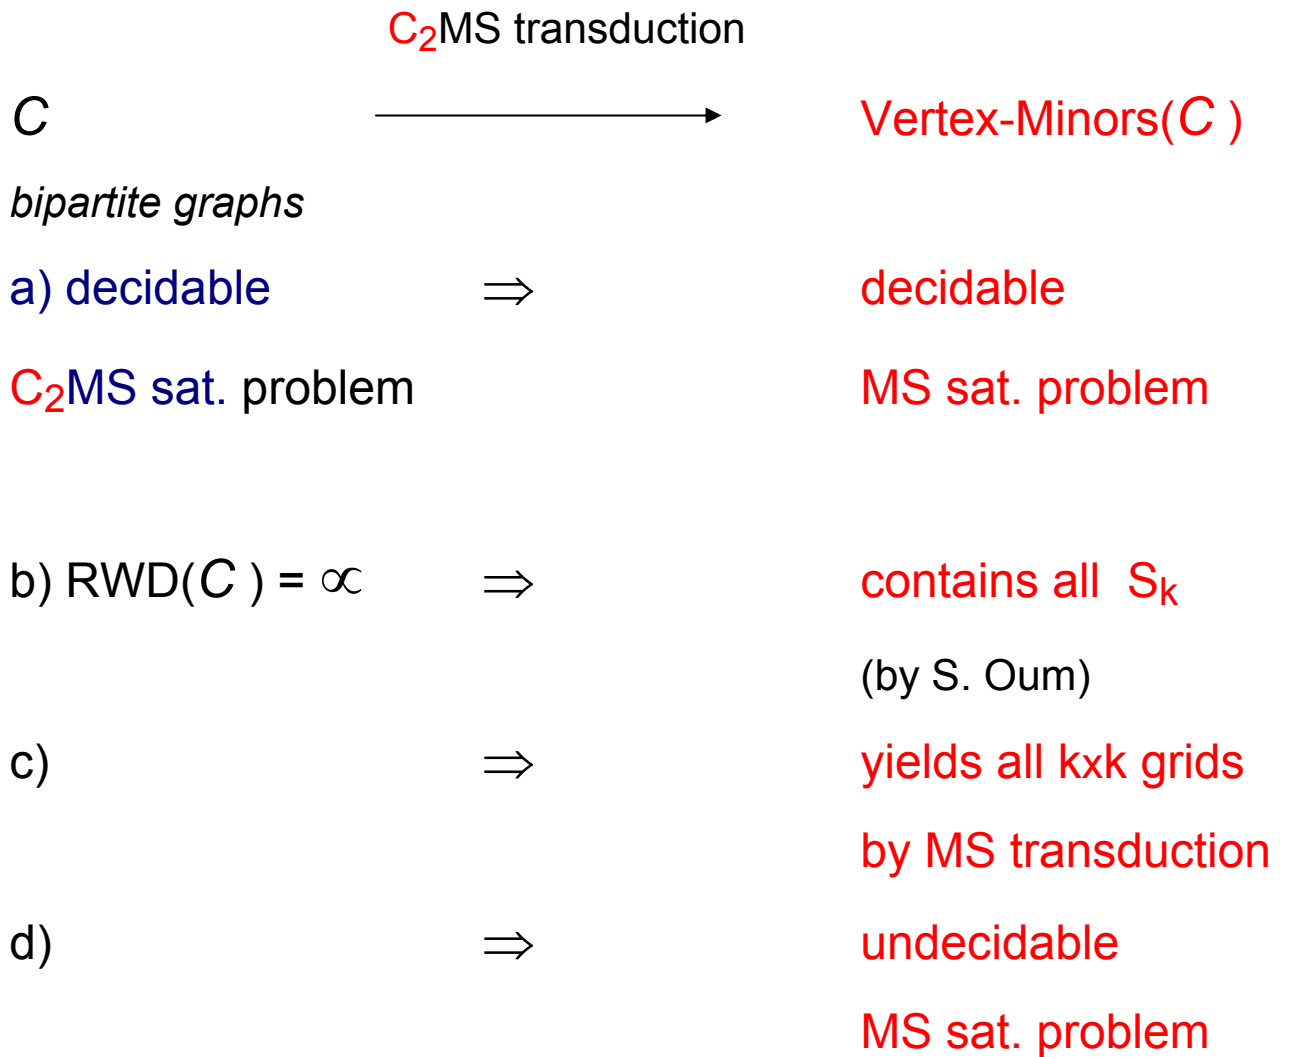 C₂MS transduction
C Vertex-Minors(C )
bipartite graphs
a) decidable ⇒ decidable
C₂MS sat. problem MS sat. problem
b) RWD(C ) = ∝ ⇒ contains all Sₖ
(by S. Oum)
c) ⇒ yields all kxk grids
by MS transduction
d) ⇒ undecidable
MS sat. problem